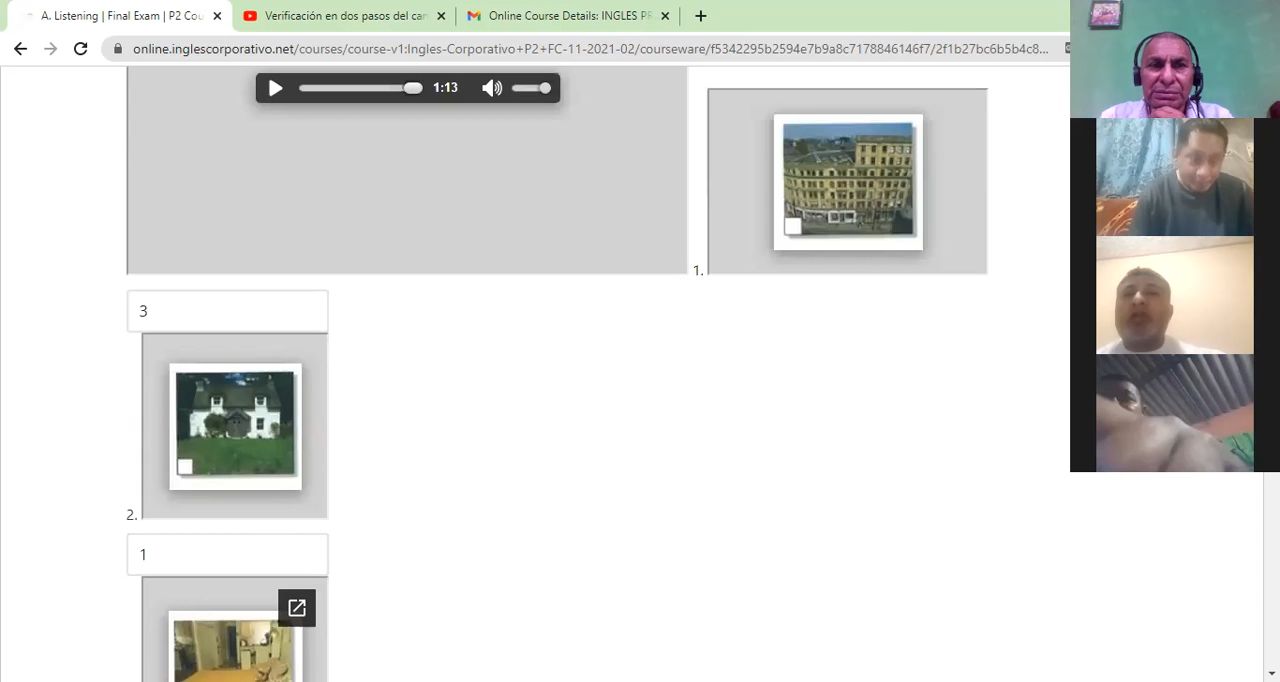 A. Listening | Final Exam | P2 Cou
Verificación en dos pasos del car
Online Course Details: INGLES PR
online.inglescorporativo.net/courses/course-v1:Ingles-Corporativo+P2+FC-11-2021-02/courseware/f5342295b2594e7b9a8c7178846146f7/2f1b27bc6b5b4c8...
1:13
1.
3
2.
1